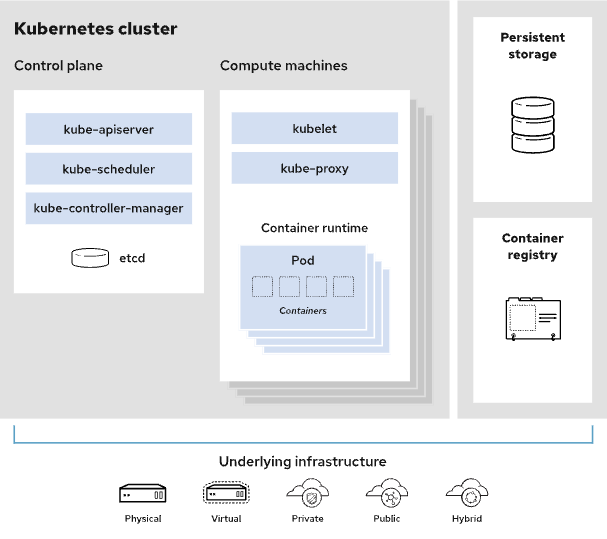 Kubernetes cluster
Control plane
kube-apiserver
kube-scheduler
kube-controller-manager
etcd
Compute machines
kubelet
kube-proxy
Container runtime
Pod
Containers
Persistent
storage
Container
registry
Underlying infrastructure
Physical
Virtual
Private
Public
Hybrid